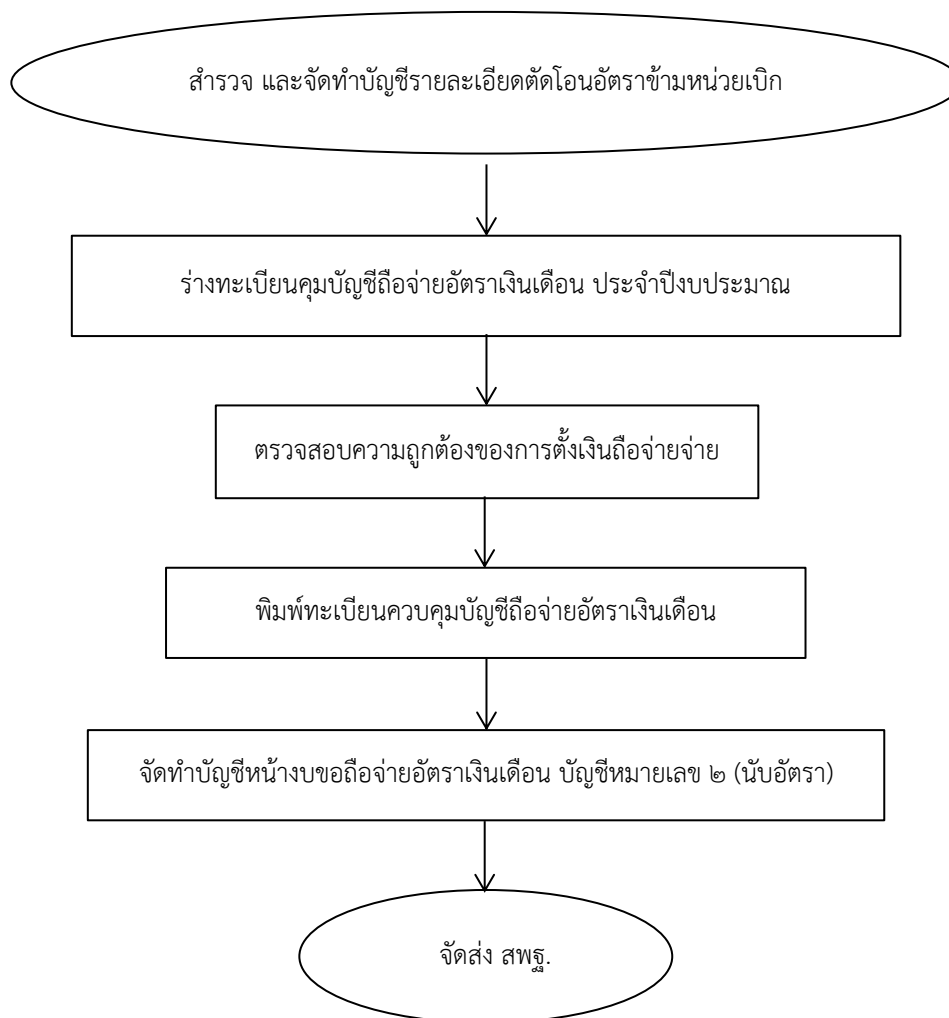 สำรวจ และจัดทำบัญชีรายละเอียดตัดโอนอัตราข้ามหน่วยเบิก
ร่างทะเบียนคุมบัญชีถือจ่ายอัตราเงินเดือน ประจำปีงบประมาณ
ตรวจสอบความถูกต้องของการตั้งเงินถือจ่ายจ่าย
พิมพ์ทะเบียนควบคุมบัญชีถือจ่ายอัตราเงินเดือน
จัดทำบัญชีหน้างบขอถือจ่ายอัตราเงินเดือน บัญชีหมายเลข ๒ (นับอัตรา)
จัดส่ง สพฐ.